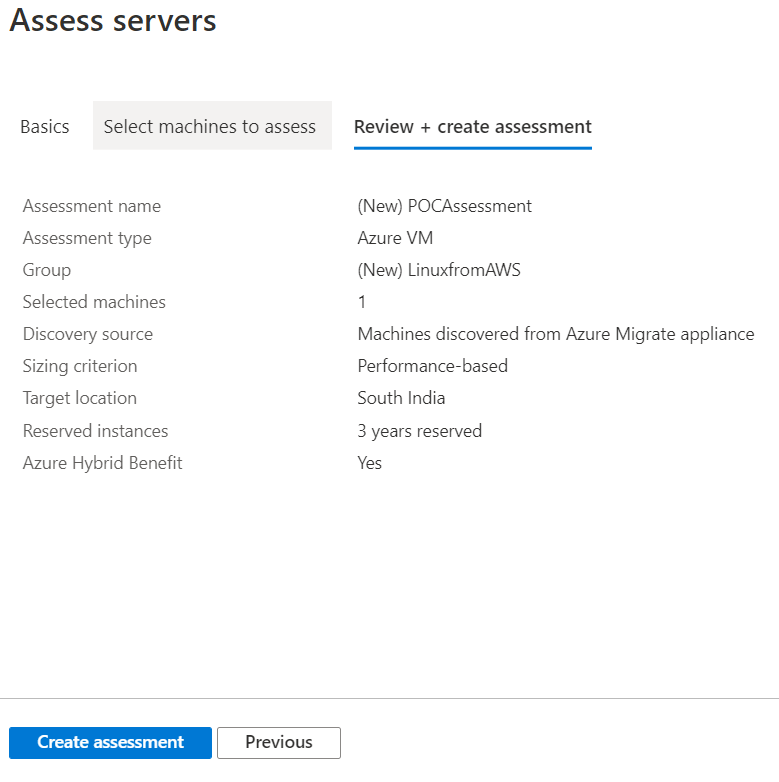 Assess servers
Basics Select machines to assess Review + create assessment
Assessment name (New) POCAssessment
Assessment type Azure VM
Group (New) LinuxfromAWS
Selected machines 1
Discovery source Machines discovered from Azure Migrate appliance
Sizing criterion Performance-based
Target location South India
Reserved instances 3 years reserved
Azure Hybrid Benefit Yes
Create assessment Previous